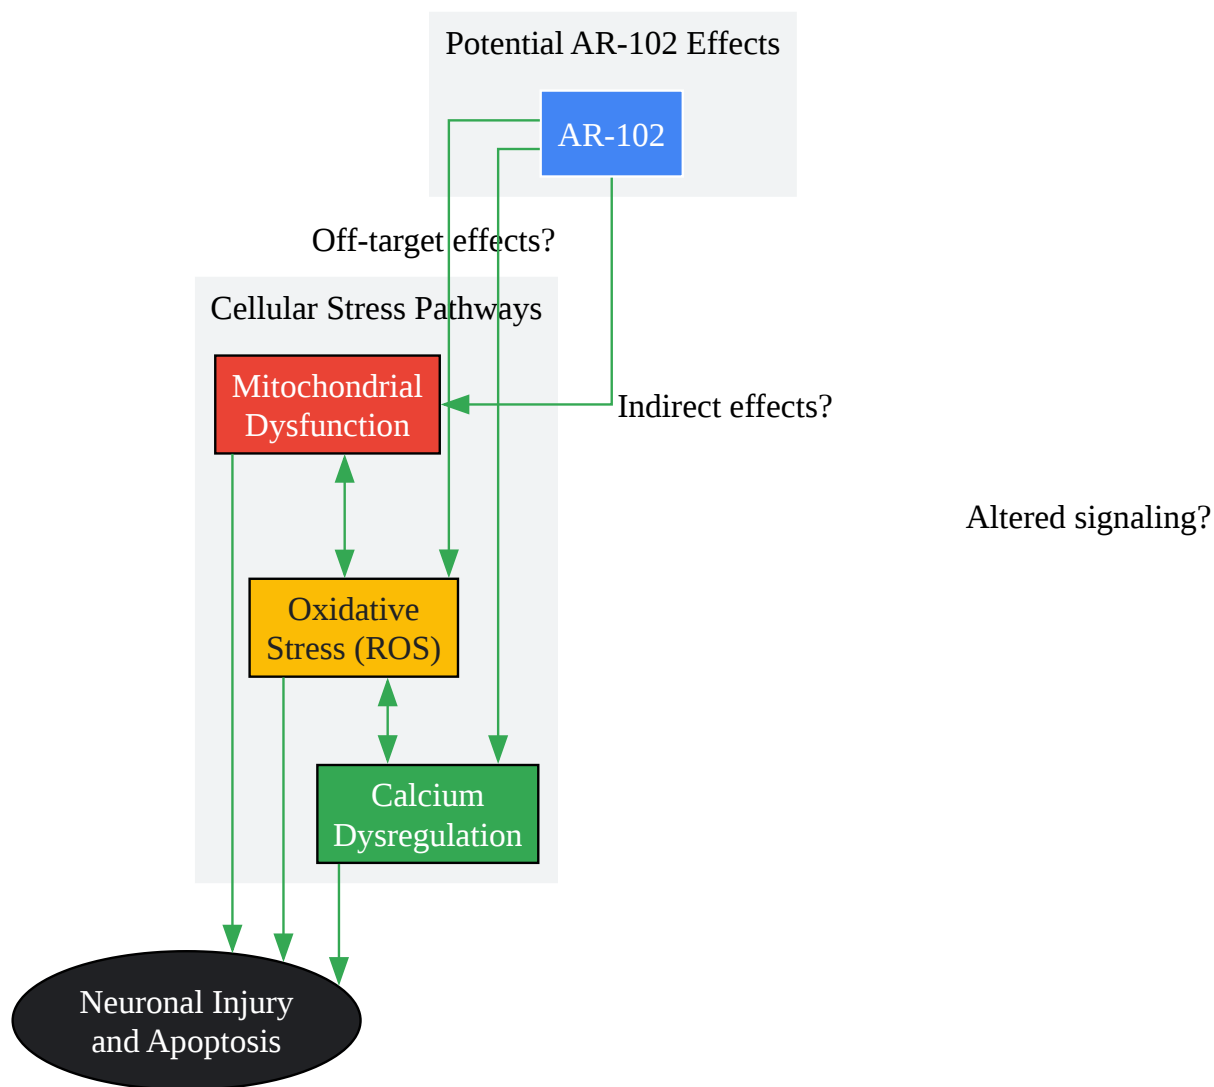 Potential AR-102 Effects
AR-102
Off-target effects?
Cellular Stress Pathways
Mitochondrial
Dysfunction
Indirect effects?
Altered signaling?
Oxidative
Stress (ROS)
Calcium
Dysregulation
Neuronal Injury
and Apoptosis